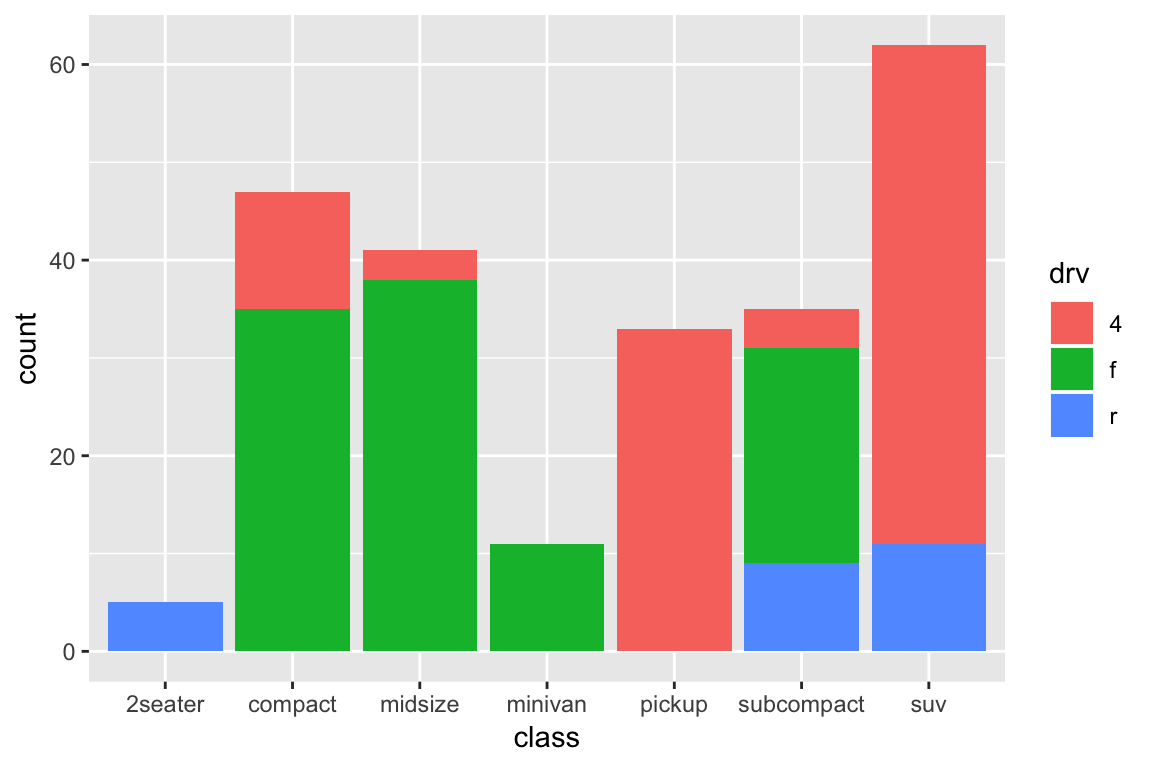 60
40
20
0
count
2seater compact midsize minivan pickup subcompact suv
class
drv
4
f
r